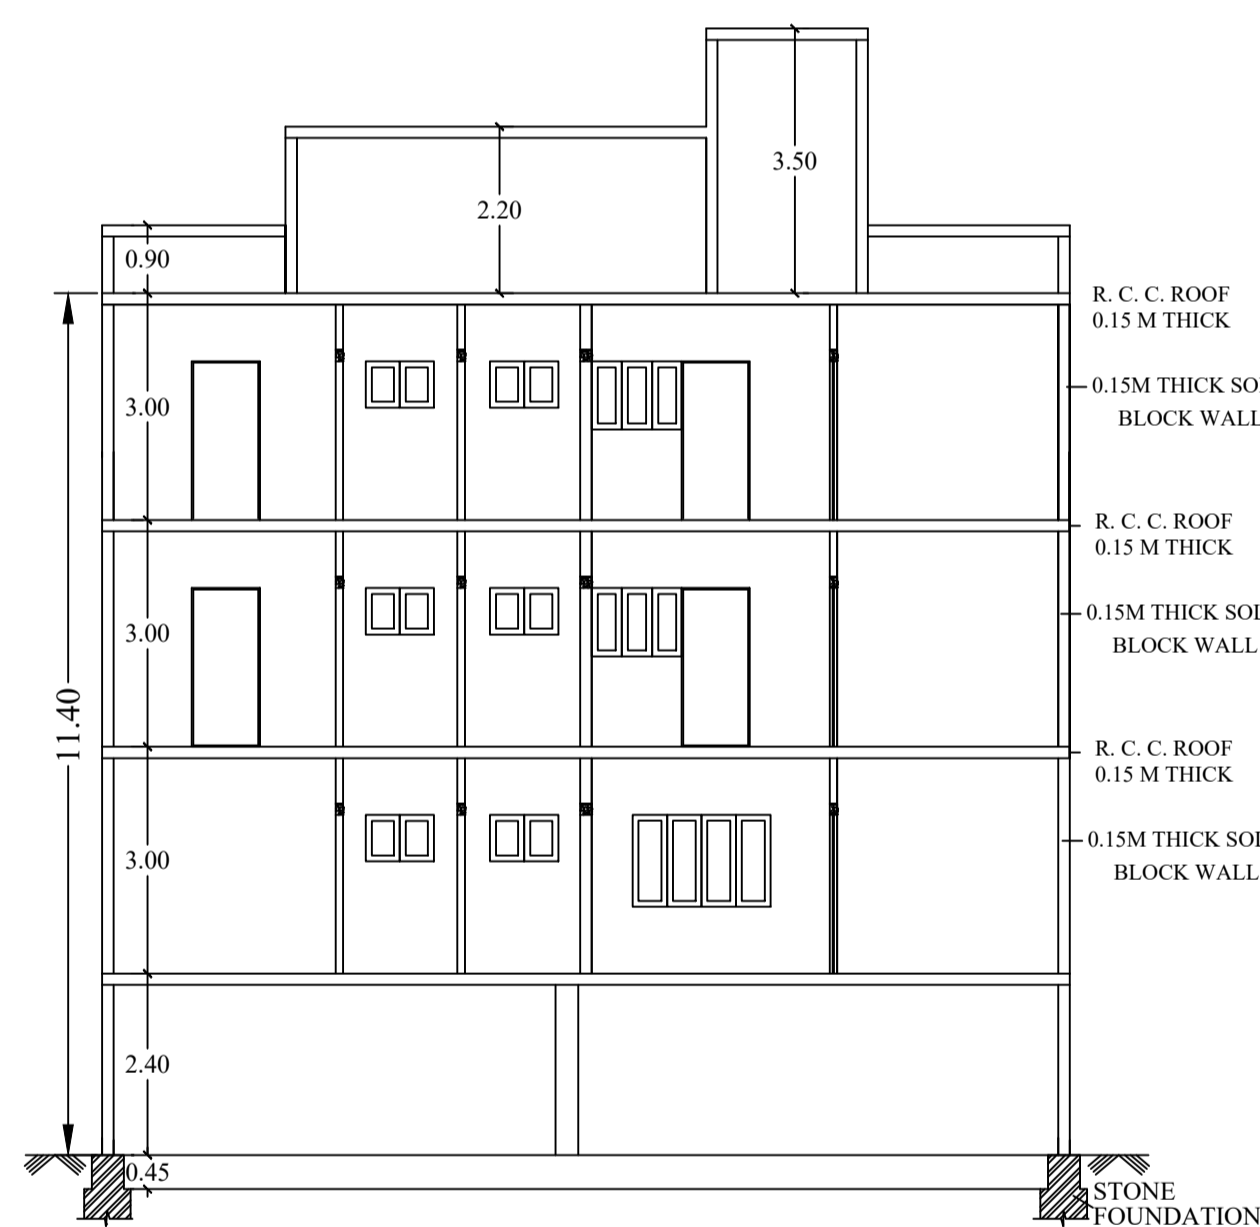 3.50
2.20
0.90
R. C. C. ROOF
0.15 M THICK
0.15M THICK
BLOCK WALL
3.00
R. C. C. ROOF
0.15 M THICK
0.15M THICK
BLOCK WALL
3.00
11.40
R. C. C. ROOF
0.15 M THICK
0.15M THICK
BLOCK WALL
3.00
2.40
0.45
STONE
FOUNDATION